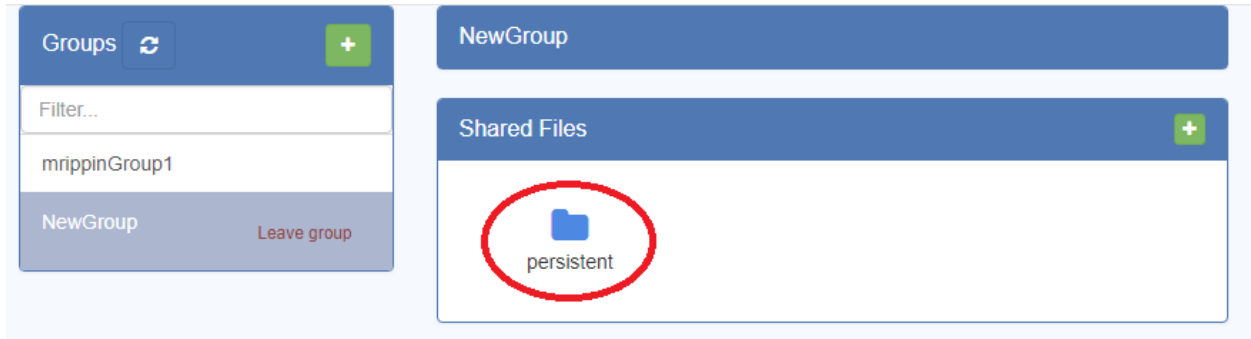 Groups
Filter...
mrippinGroup1
NewGroup
Leave group
NewGroup
Shared Files
persistent